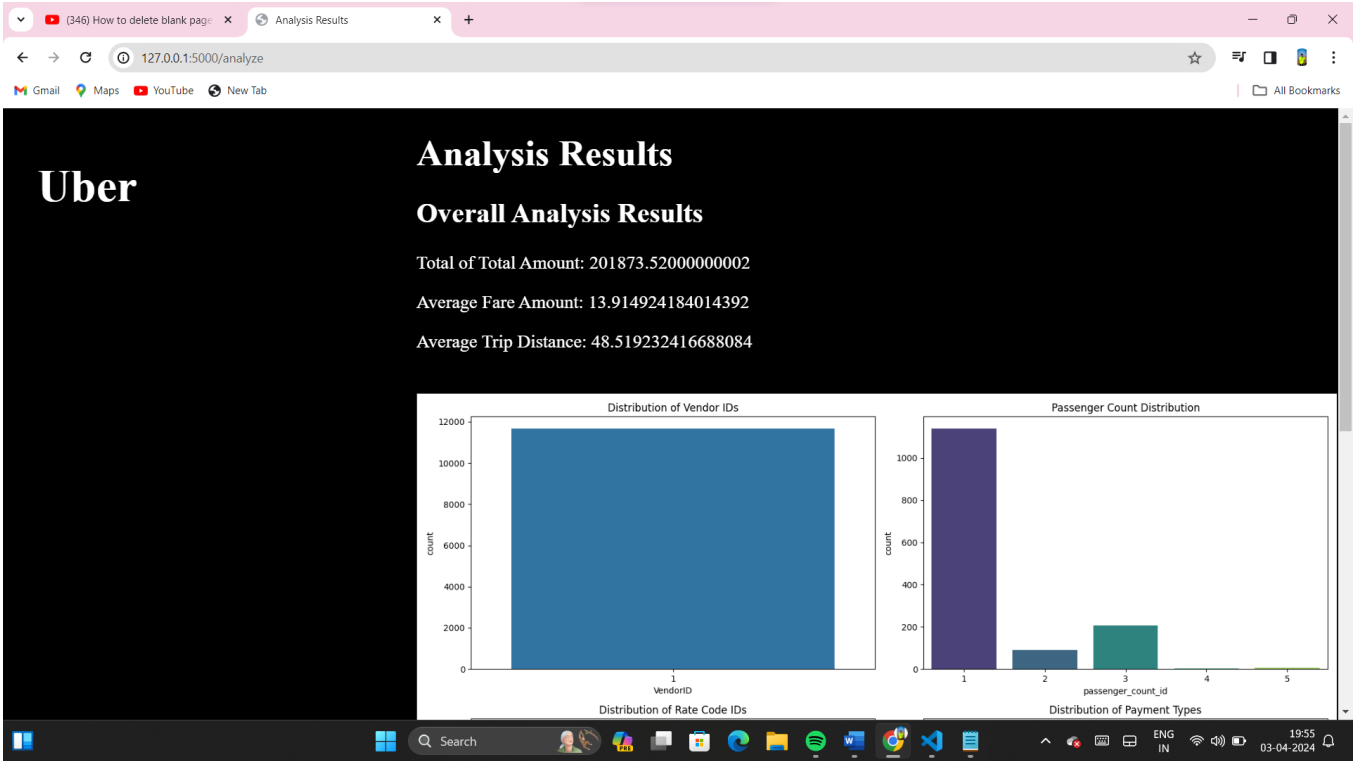 (346) How to delete blank page
Analysis Results
127.0.0.1:5000/analyze
Gmail
Maps
YouTube
New Tab
All Bookmarks
Uber
Analysis Results
Overall Analysis Results
Total of Total Amount: 201873.52000000002
Average Fare Amount: 13.914924184014392
Average Trip Distance: 48.519232416688084
Distribution of Vendor IDs
12000
10000
8000
6000
4000
2000
0
count
1
VendorID
Passenger Count Distribution
1000
800
600
400
200
0
count
1 2 3 4 5
passenger_count_id
Distribution of Rate Code IDs
Distribution of Payment Types
Search
PRE
ENG
IN
19:55
03-04-2024